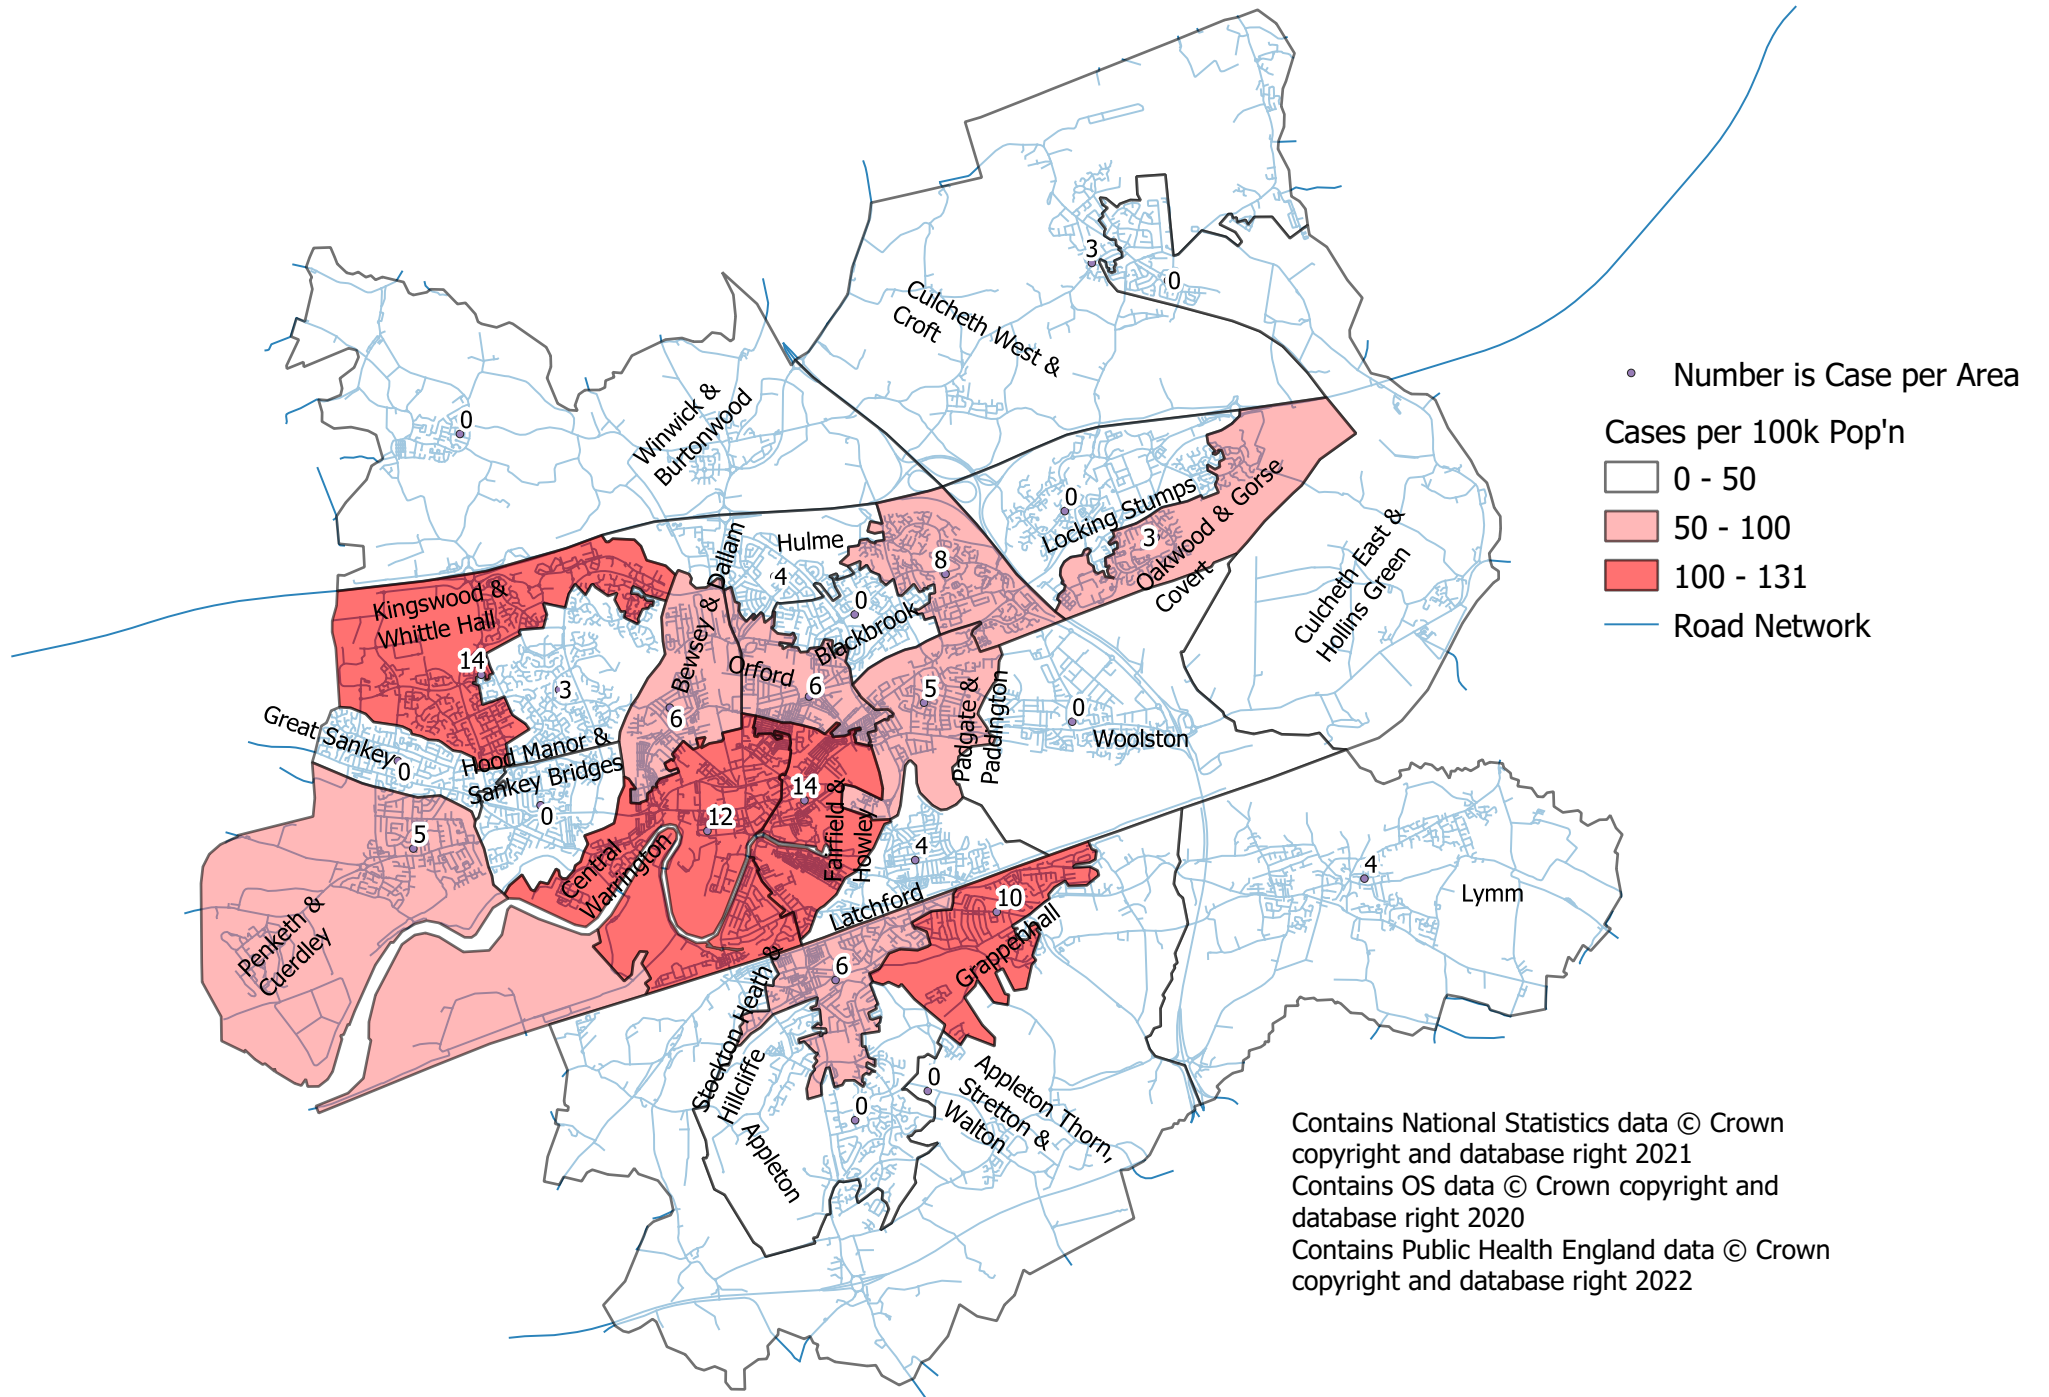 3
0
Culcheth West &
Croft
Number is Case per Area
Cases per 100k Pop'n
0 - 50
50 - 100
100 - 131
Road Network
0
Winwick &
Burtonwood
0
Locking Stumps
3
Oakwood & Gorse
Covert
Culcheth East &
Hollins Green
Hulme
4
8
0
Blackbrook
Bewsey & Dallam
6
Kingswood &
Whittle Hall
14
3
Orford
6
5
Padgate &
Paddington
0
Woolston
Great Sankey
0
Hood Manor &
Sankey Bridges
0
14
Fairfield &
Howley
12
Central
Warrington
5
Penketh &
Cuerdley
4
Latchford
10
Grappenhall
4
Lymm
6
Stockton Heath &
Hillcliffe
0
Appleton
0
Appleton Thorn,
Stretton &
Walton
Contains National Statistics data © Crown
copyright and database right 2021
Contains OS data © Crown copyright and
database right 2020
Contains Public Health England data © Crown
copyright and database right 2022